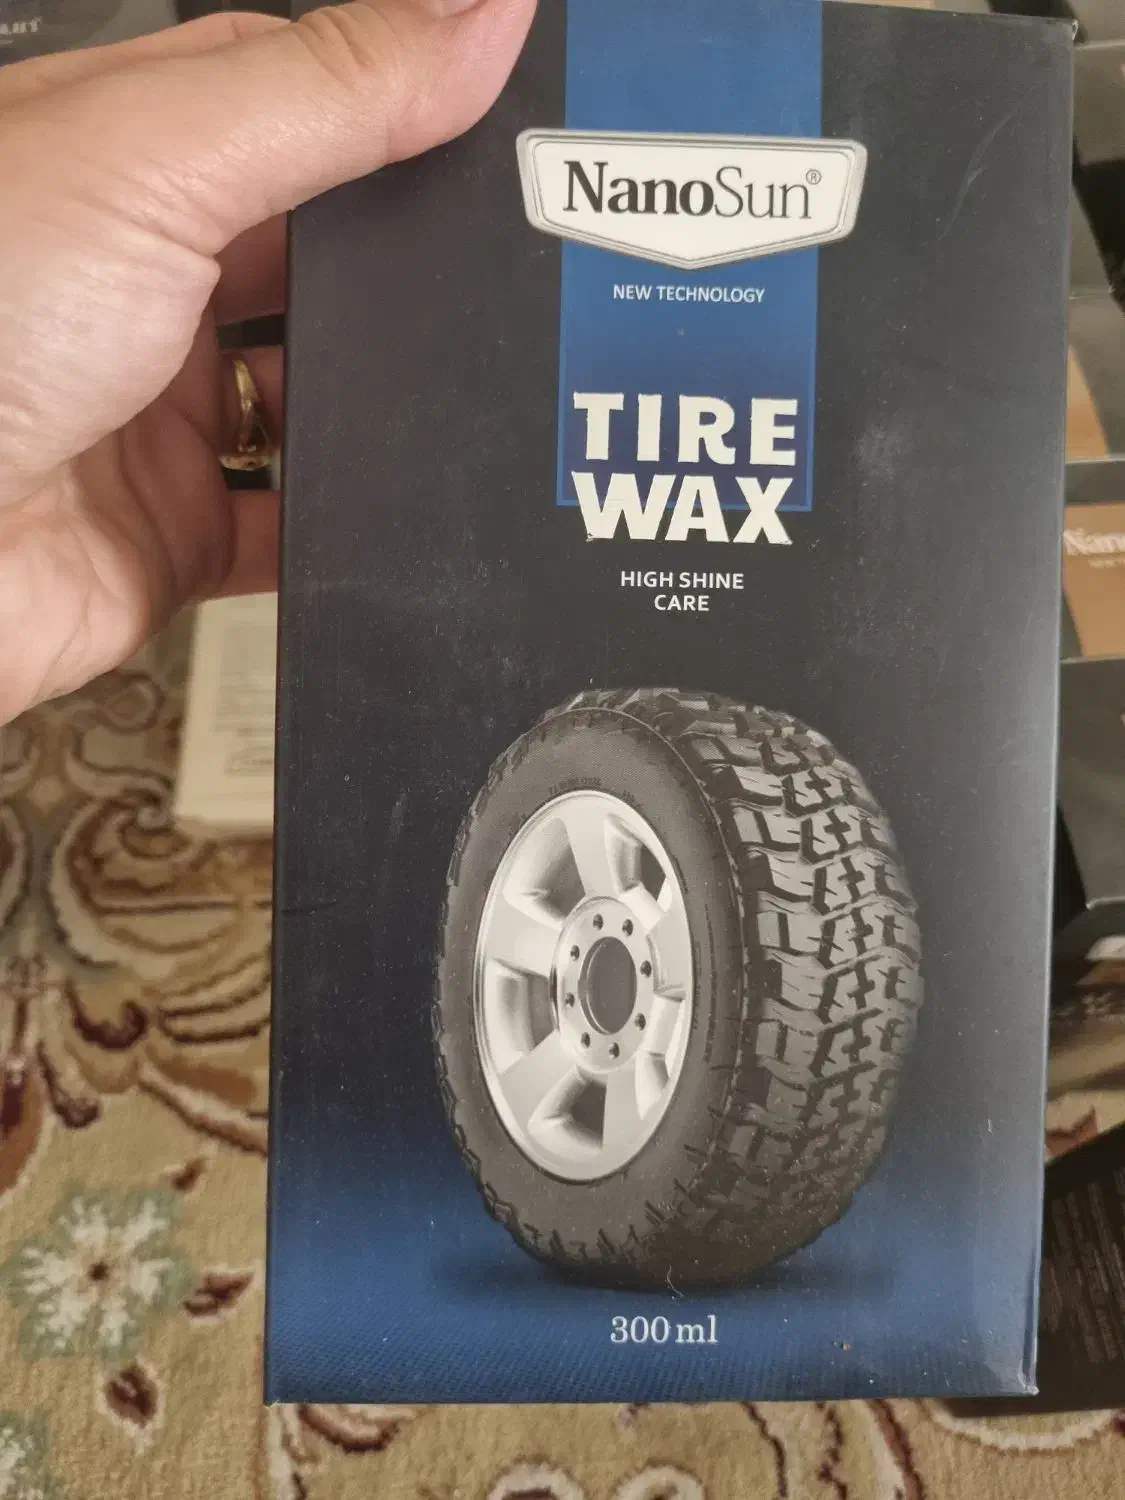 NanoSun®
NEW TECHNOLOGY
TIRE
WAX
HIGH SHINE
CARE
300 ml